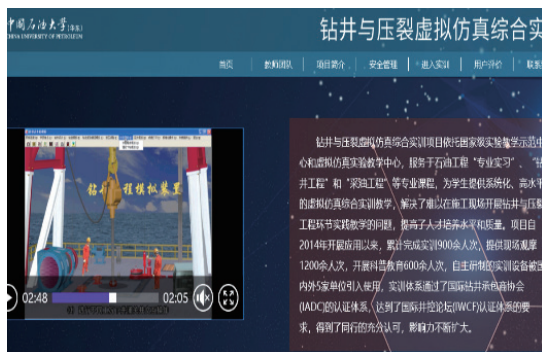 中国石油大学(华东)
CHINA UNIVERSITY OF PETROLEUM
钻井与压裂虚拟仿真综合实
首页 教师团队 项目简介 安全管理 进入实训 用户评价 联系
钻井与压裂虚拟仿真综合实训项目依托国家级实验教学示范中
心和虚拟仿真实验教学中心,服务于石油工程“专业实习”、“钻
井工程”和“采油工程”等专业课程,为学生提供系统化、高水平
的虚拟仿真综合实训教学,解决了难以在施工现场开展钻井与压裂
工程环节实践教学的问题,提高了人才培养水平和质量。项目自
2014年开展应用以来,累计完成实训900余人次,提供现场观摩
1200余人次,开展科普教育600余人次,自主研制的实训设备被国
内外5家单位引入使用,实训体系通过了国际钻井承包商协会
(IADC)的认证体系,达到了国际井控论坛(IWCF)认证体系的要
求,得到了同行的充分认可,影响力不断扩大。
钻井工程模拟装置
02:48 02:05